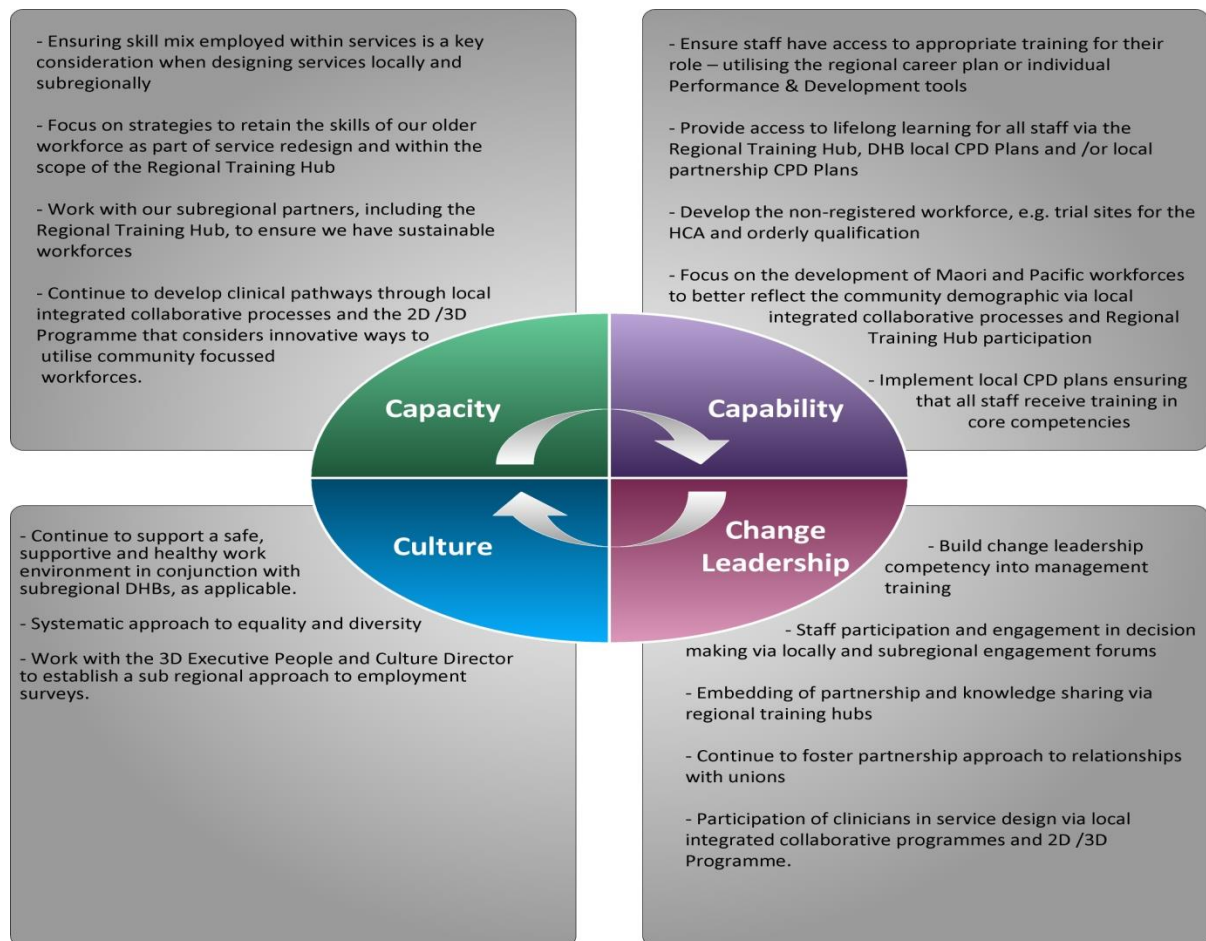 - Ensuring skill mix employed within services is a key
consideration when designing services locally and
subregionally
- Focus on strategies to retain the skills of our older
workforce as part of service redesign and within the
scope of the Regional Training Hub
- Work with our subregional partners, including the
Regional Training Hub, to ensure we have sustainable
workforces
- Continue to develop clinical pathways through local
integrated collaborative processes and the 2D /3D
Programme that considers innovative ways to
utilise community focussed
workforces.
- Ensure staff have access to appropriate training for their
role – utilising the regional career plan or individual
Performance & Development tools
- Provide access to lifelong learning for all staff via the
Regional Training Hub, DHB local CPD Plans and /or local
partnership CPD Plans
- Develop the non-registered workforce, e.g. trial sites for the
HCA and orderly qualification
- Focus on the development of Maori and Pacific workforces
to better reflect the community demographic via local
integrated collaborative processes and Regional
Training Hub participation
- Implement local CPD plans ensuring
that all staff receive training in
core competencies
Capacity
Capability
Culture
Change
Leadership
- Continue to support a safe,
supportive and healthy work
environment in conjunction with
subregional DHBs, as applicable.
- Systematic approach to equality and diversity
- Work with the 3D Executive People and Culture Director
to establish a sub regional approach to employment
surveys.
- Build change leadership
competency into management
training
- Staff participation and engagement in decision
making via locally and subregional engagement forums
- Embedding of partnership and knowledge sharing via
regional training hubs
- Continue to foster partnership approach to relationships
with unions
- Participation of clinicians in service design via local
integrated collaborative programmes and 2D /3D
Programme.